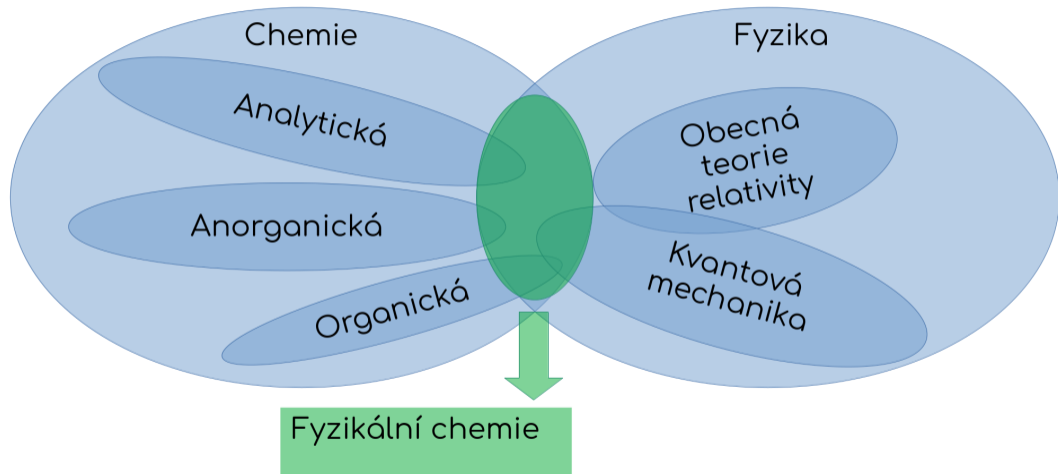 Chemie
Fyzika
Analytická
Obecná
teorie
relativity
Anorganická
Kvantová
mechanika
Organická
Fyzikální chemie